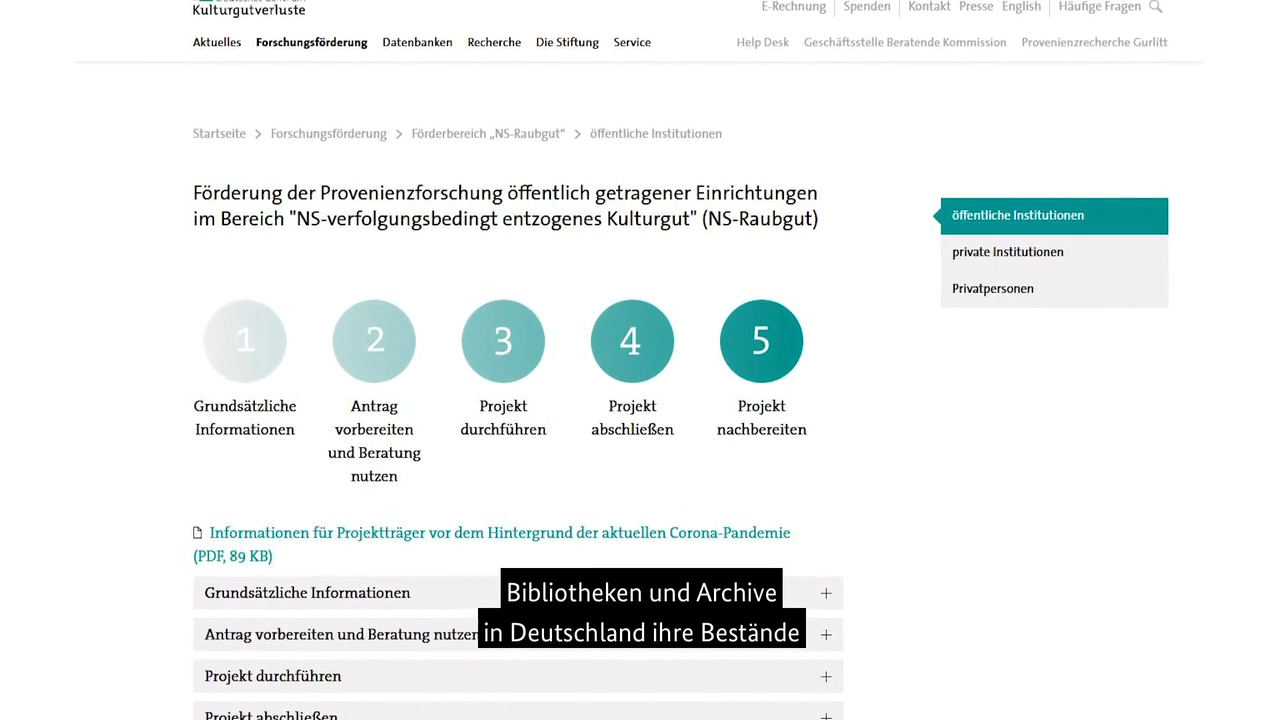 Kulturgutverluste
E-Rechnung Spenden Kontakt Presse English Häufige Fragen
Aktuelles Forschungsförderung Datenbanken Recherche Die Stiftung Service
Help Desk Geschäftsstelle Beratende Kommission Provenienzrecherche Gurlitt
Startseite > Forschungsförderung > Förderbereich „NS-Raubgut“ > öffentliche Institutionen
Förderung der Provenienzforschung öffentlich getragener Einrichtungen
im Bereich "NS-verfolgungsbedingt entzogenes Kulturgut" (NS-Raubgut)
öffentliche Institutionen
private Institutionen
Privatpersonen
1 2 3 4 5
Grundsätzliche Antrag Projekt Projekt Projekt
Informationen vorbereiten durchführen abschließen nachbereiten
und Beratung
nutzen
Informationen für Projektträger vor dem Hintergrund der aktuellen Corona-Pandemie
(PDF, 89 KB)
Grundsätzliche Informationen +
Antrag vorbereiten und Beratung nutzen +
Projekt durchführen +
Projekt abschließen
Bibliotheken und Archive
in Deutschland ihre Bestände